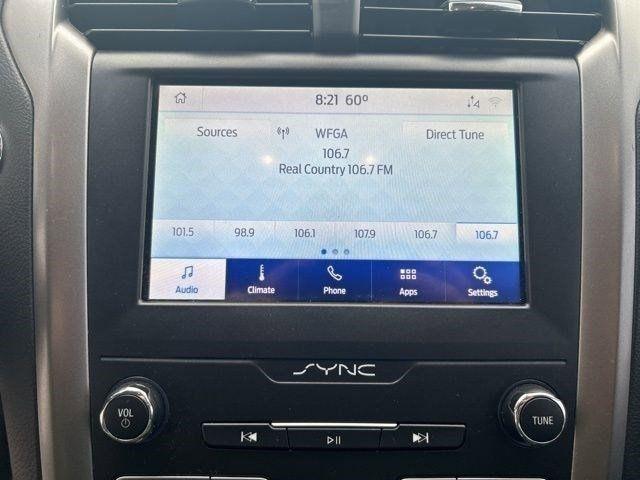 8:21 60°
Sources WFGA Direct Tune
106.7
Real Country 106.7 FM
101.5 98.9 106.1 107.9 106.7 106.7
Audio Climate Phone Apps Settings
SYNC
VOL
TUNE